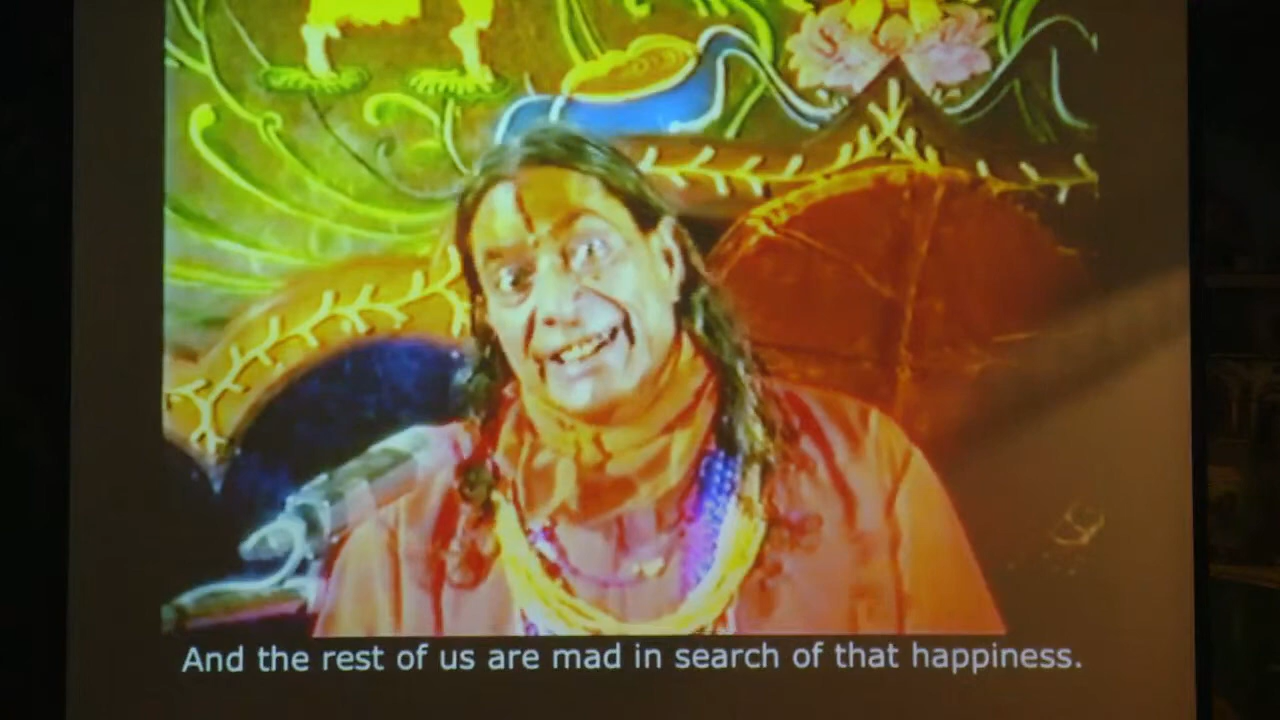 And the rest of us are mad in search of that happiness.